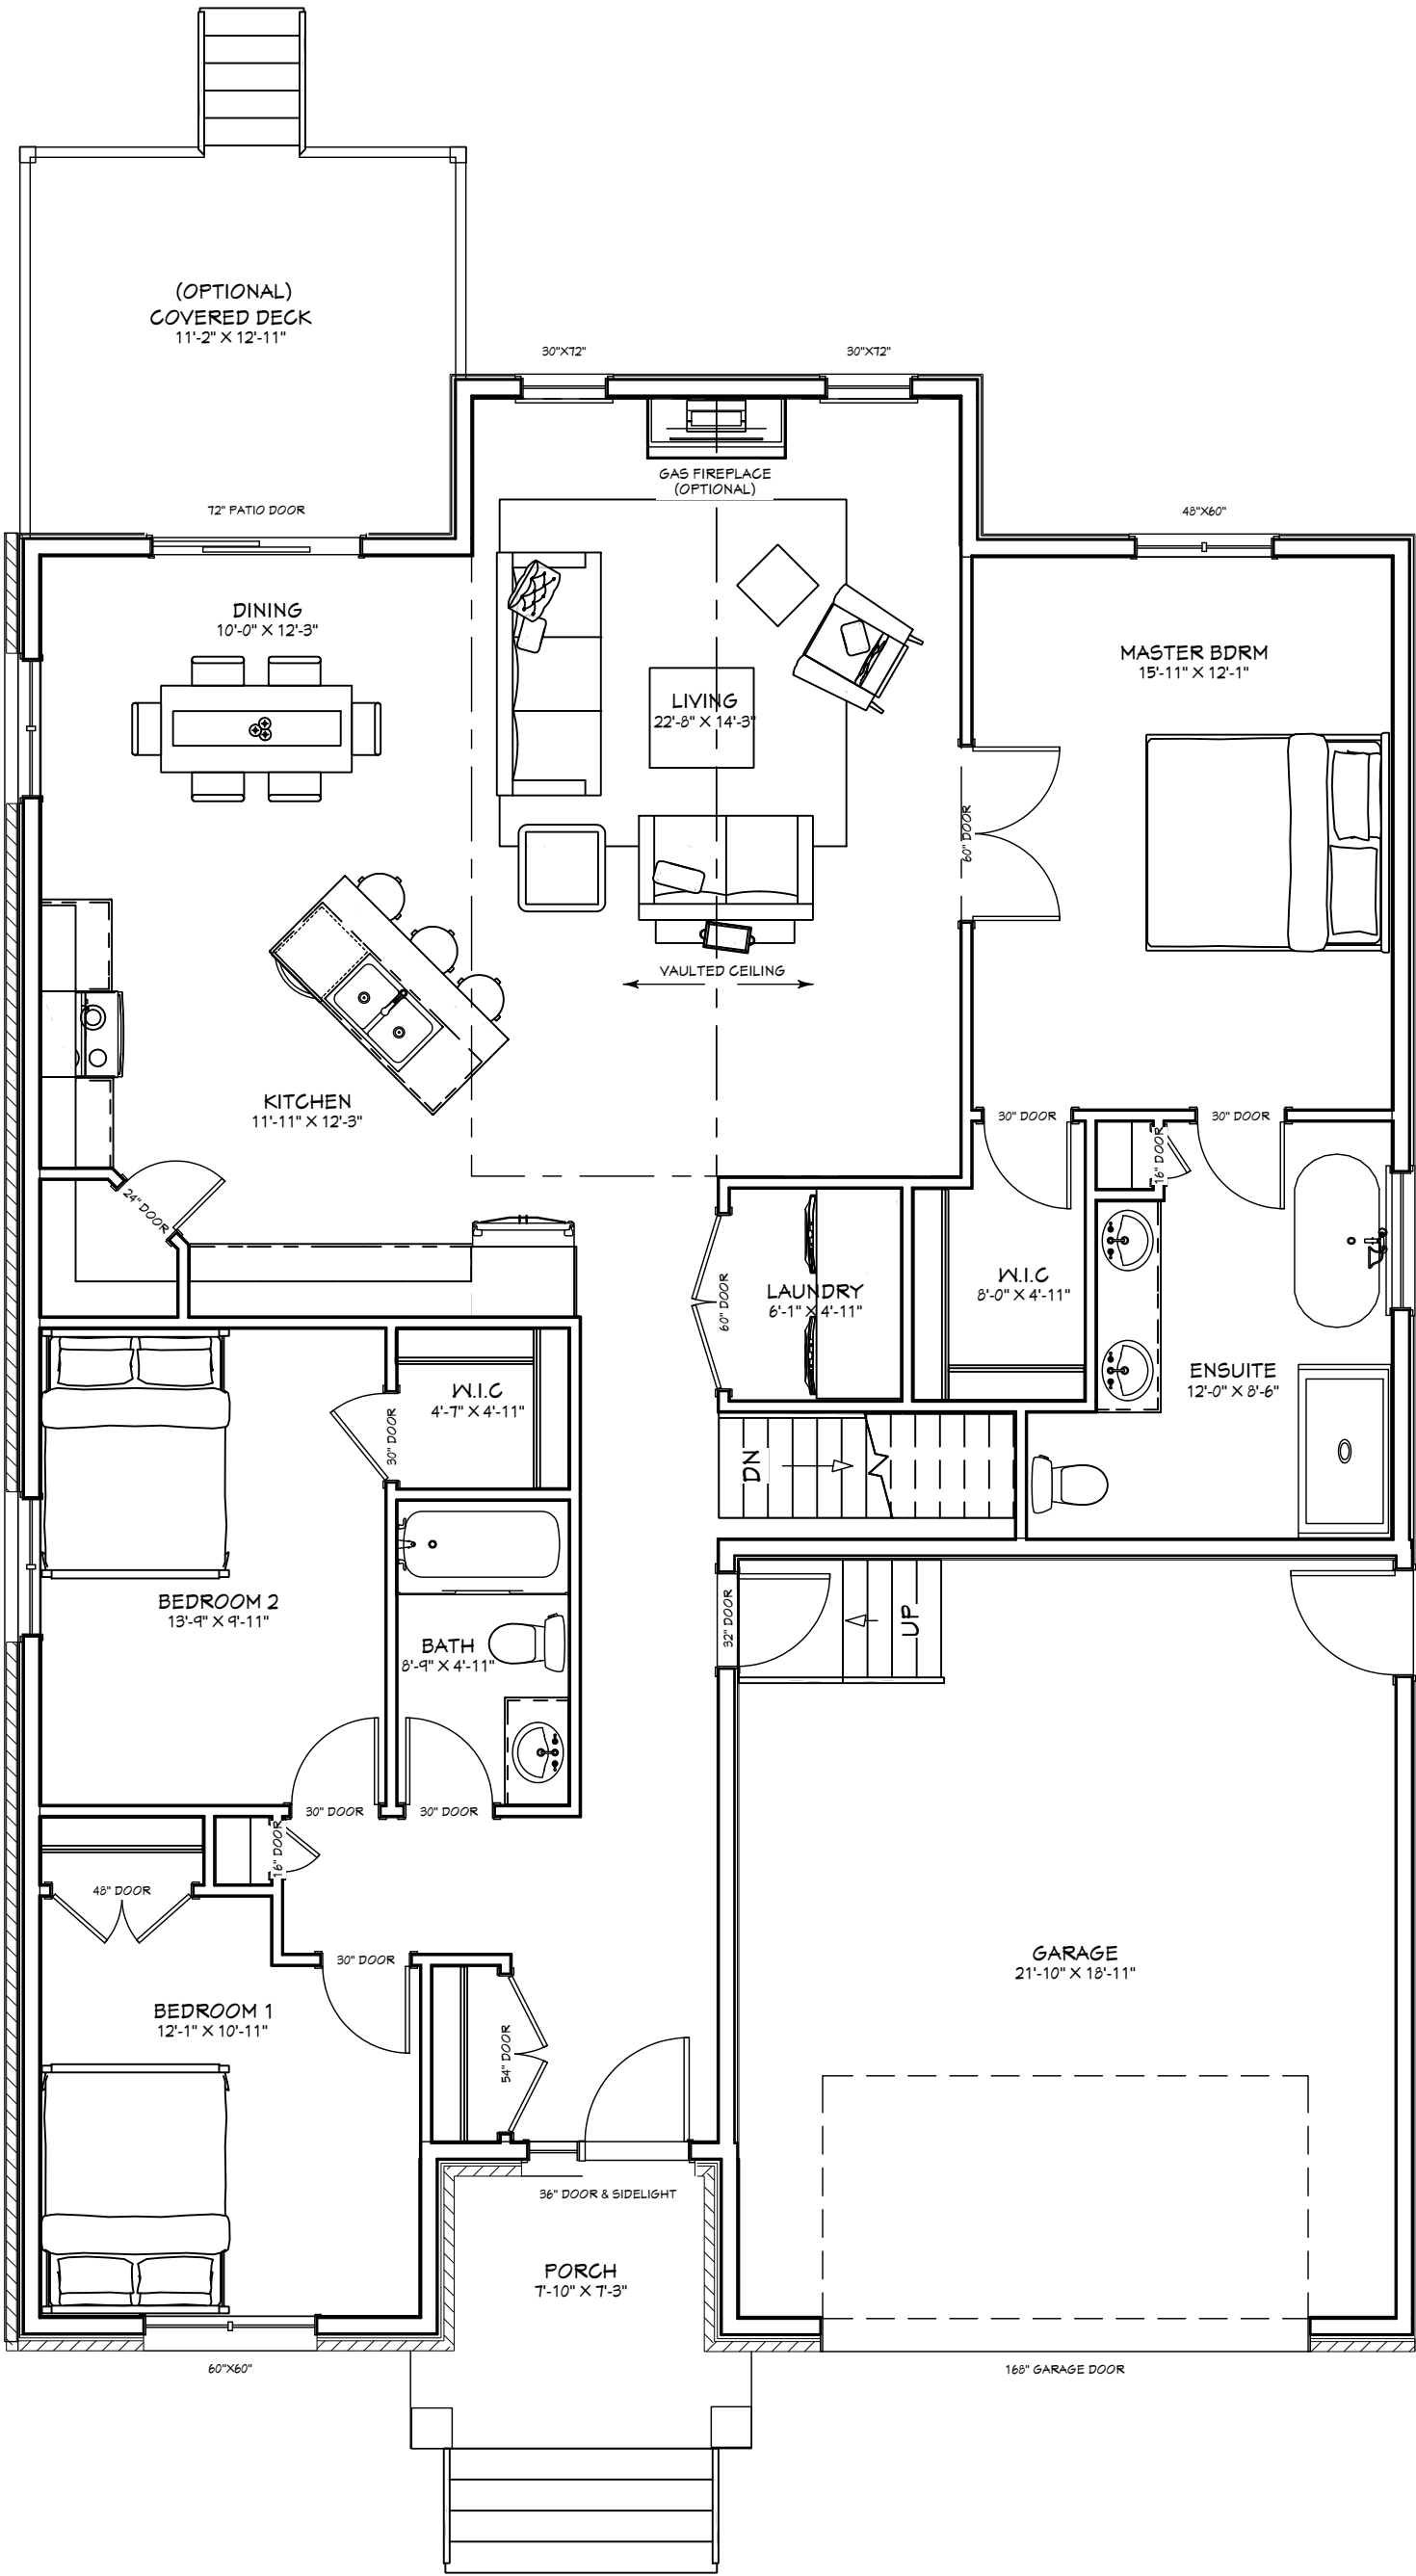 (OPTIONAL)
COVERED DECK
11'-2" X 12'-11"
30"X72"
30"X72"
GAS FIREPLACE
(OPTIONAL)
72" PATIO DOOR
48"X60"
DINING
10'-0" X 12'-3"
MASTER BDRM
15'-11" X 12'-1"
LIVING
22'-8" X 14'-3"
60" DOOR
VAULTED CEILING
KITCHEN
11'-11" X 12'-3"
30" DOOR
16" DOOR
30" DOOR
24" DOOR
60" DOOR
LAUNDRY
6'-1" X 4'-11"
W.I.C
8'-0" X 4'-11"
ENSUITE
12'-0" X 8'-6"
W.I.C
4'-7" X 4'-11"
30" DOOR
DN
BEDROOM 2
13'-9" X 9'-11"
BATH
8'-9" X 4'-11"
32" DOOR
UP
30" DOOR
30" DOOR
16" DOOR
48" DOOR
30" DOOR
GARAGE
21'-10" X 18'-11"
BEDROOM 1
12'-1" X 10'-11"
54" DOOR
36" DOOR & SIDELIGHT
PORCH
7'-10" X 7'-3"
60"X60"
168" GARAGE DOOR